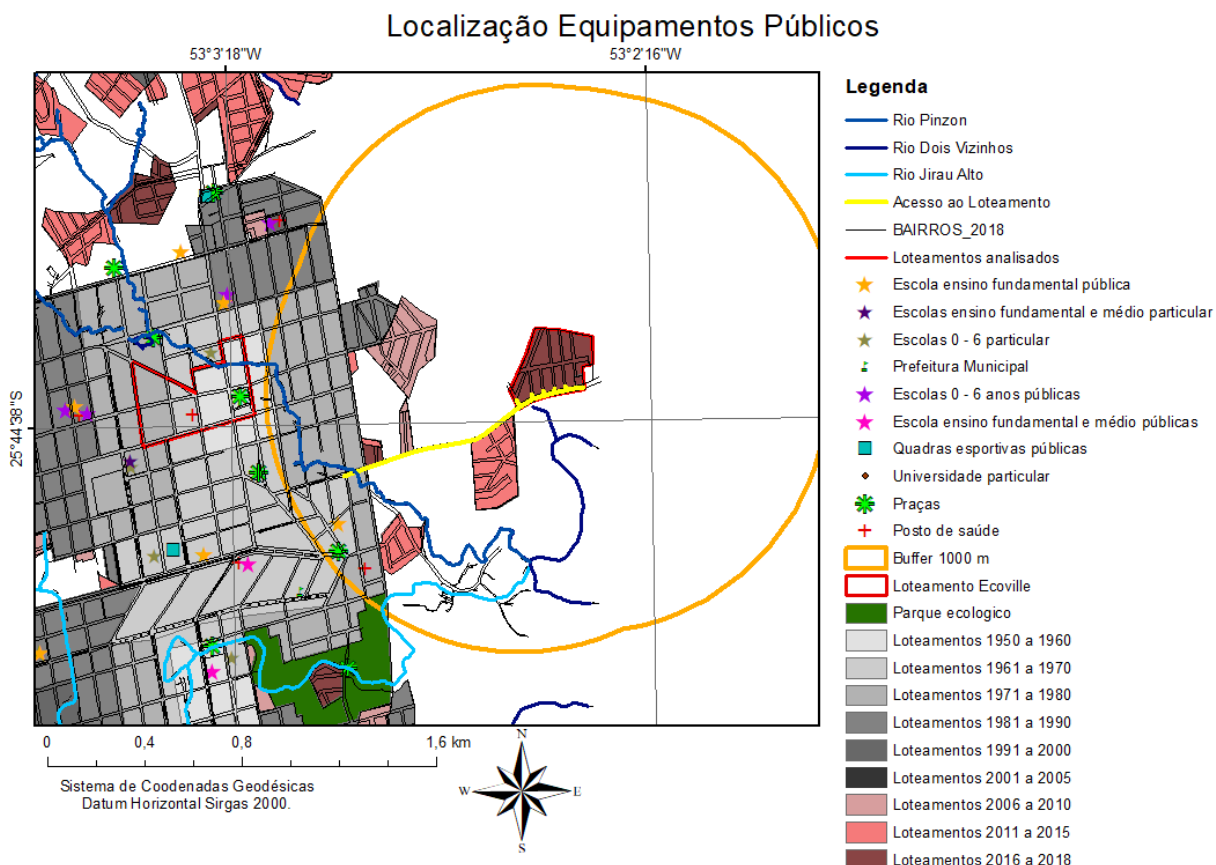 Localização Equipamentos Públicos
53°3'18"W
53°2'16"W
25°44'38"S
Legenda
Rio Pinzon
Rio Dois Vizinhos
Rio Jirau Alto
Acesso ao Loteamento
BAIRROS_2018
Loteamentos analisados
Escola ensino fundamental pública
Escolas ensino fundamental e médio particular
Escolas 0 - 6 particular
Prefeitura Municipal
Escolas 0 - 6 anos públicas
Escola ensino fundamental e médio públicas
Quadras esportivas públicas
Universidade particular
Praças
Posto de saúde
Buffer 1000 m
Loteamento Ecoville
Parque ecologico
Loteamentos 1950 a 1960
Loteamentos 1961 a 1970
Loteamentos 1971 a 1980
Loteamentos 1981 a 1990
Loteamentos 1991 a 2000
Loteamentos 2001 a 2005
Loteamentos 2006 a 2010
Loteamentos 2011 a 2015
Loteamentos 2016 a 2018
0 0,4 0,8 1,6 km
Sistema de Coodenadas Geodésicas
Datum Horizontal Sirgas 2000.
N
W E
S